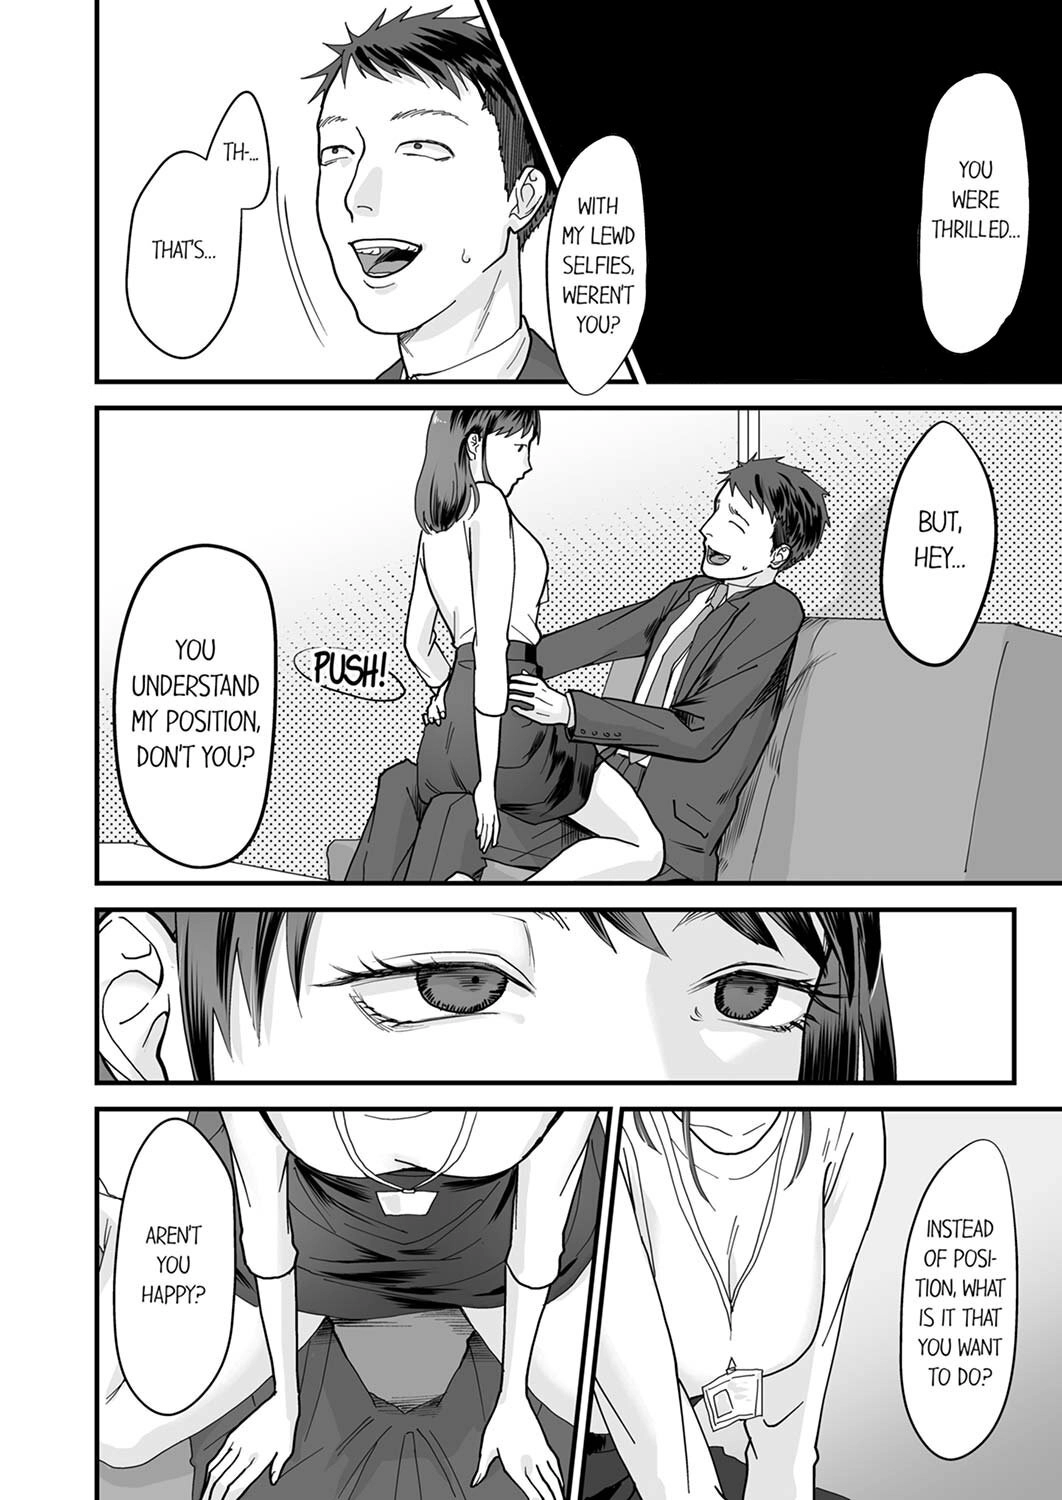 YOU
WERE
THRILLED...
WITH
MY LEWD
SELFIES,
WEREN'T
YOU?
TH-...
THAT'S...
BUT,
HEY...
PUSH!
YOU
UNDERSTAND
MY POSITION,
DON'T YOU?
INSTEAD
OF POSI-
TION, WHAT
IS IT THAT
YOU WANT
TO DO?
AREN'T
YOU
HAPPY?